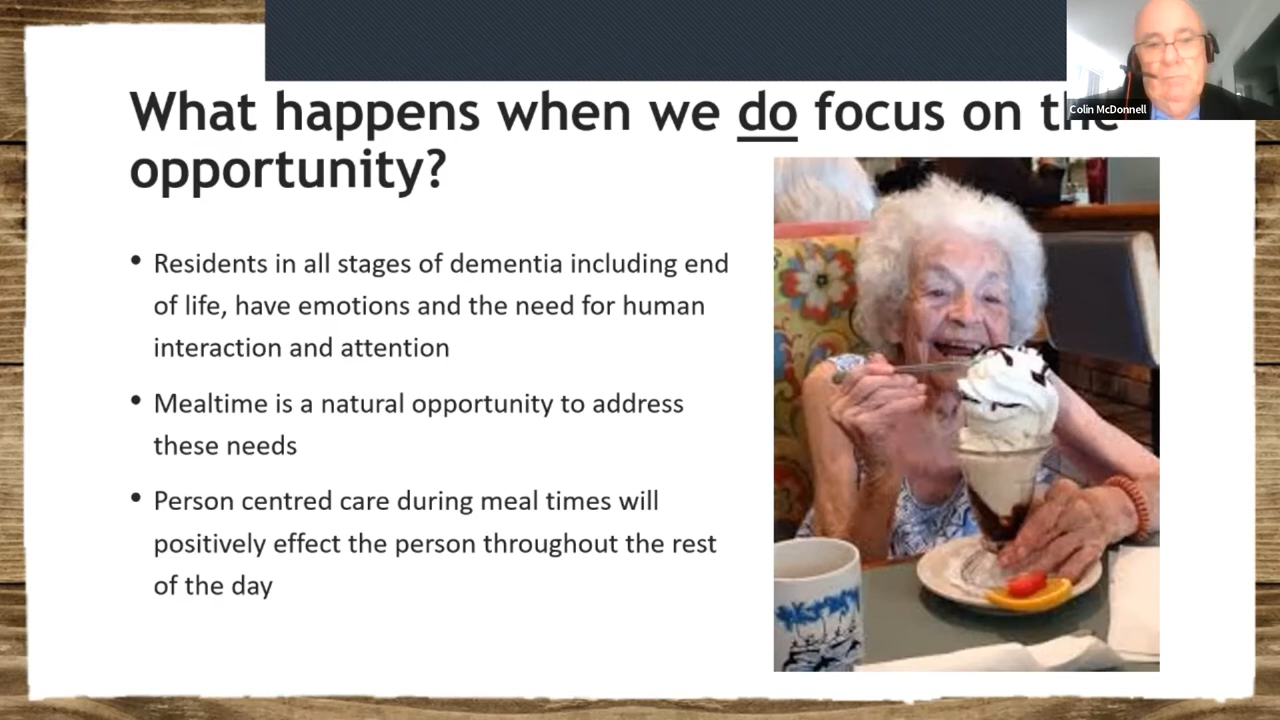 What happens when we do focus on the
opportunity?
Colin McDonnell
• Residents in all stages of dementia including end
of life, have emotions and the need for human
interaction and attention
• Mealtime is a natural opportunity to address
these needs
• Person centred care during meal times will
positively effect the person throughout the rest
of the day